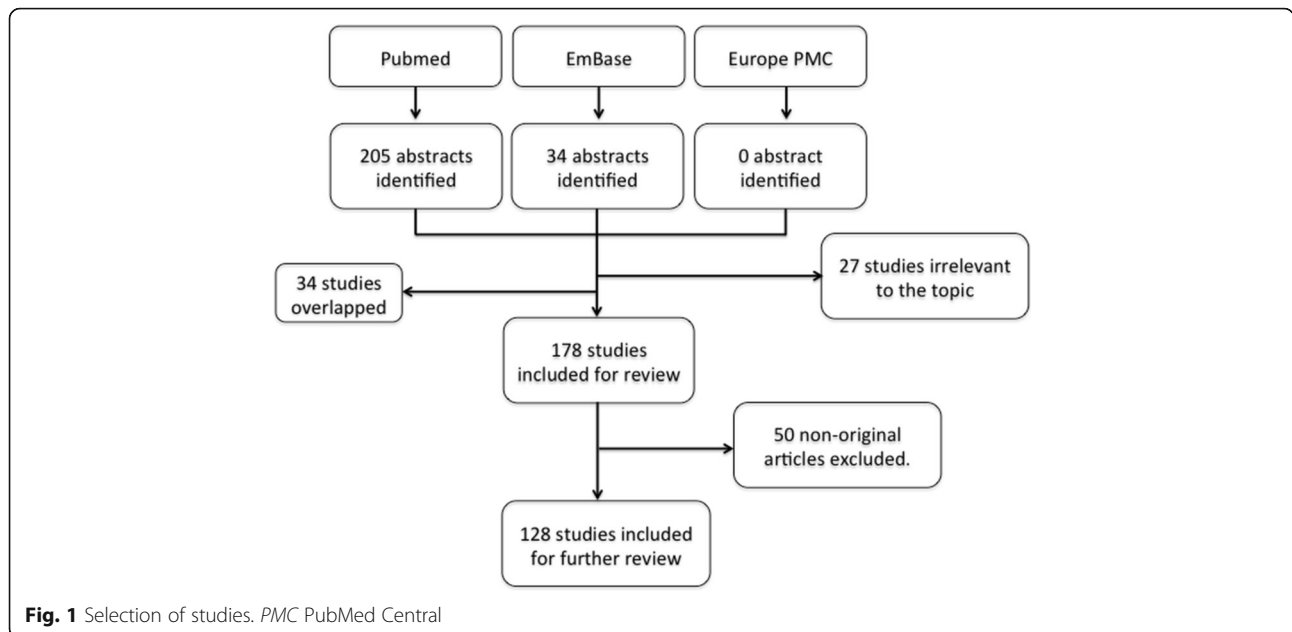 Pubmed
EmBase
Europe PMC
205 abstracts
identified
34 abstracts
identified
0 abstract
identified
34 studies
overlapped
27 studies irrelevant
to the topic
178 studies
included for review
50 non-original
articles excluded.
128 studies included
for further review
Fig. 1 Selection of studies. PMC PubMed Central